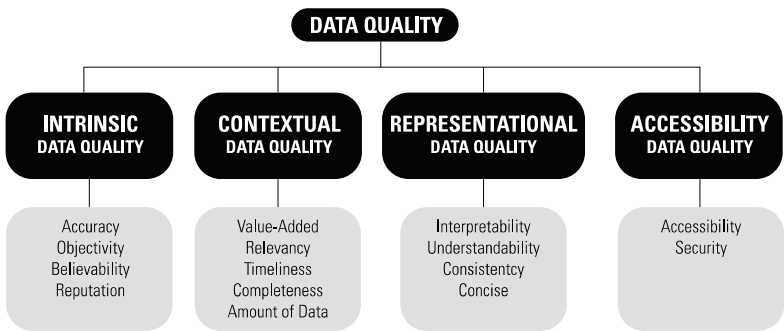 DATA QUALITY
INTRINSIC
DATA QUALITY
CONTEXTUAL
DATA QUALITY
REPRESENTATIONAL
DATA QUALITY
ACCESSIBILITY
DATA QUALITY
Accuracy
Objectivity
Believability
Reputation
Value-Added
Relevancy
Timeliness
Completeness
Amount of Data
Interpretability
Understandability
Consistentcy
Concise
Accessibility
Security